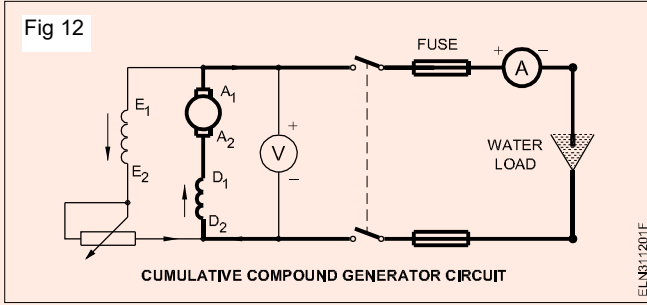 Fig 12
FUSE
+
A
−
E1
A1
A2
E2
+
V
−
WATER
LOAD
D1
D2
CUMULATIVE COMPOUND GENERATOR CIRCUIT
ELN311201F